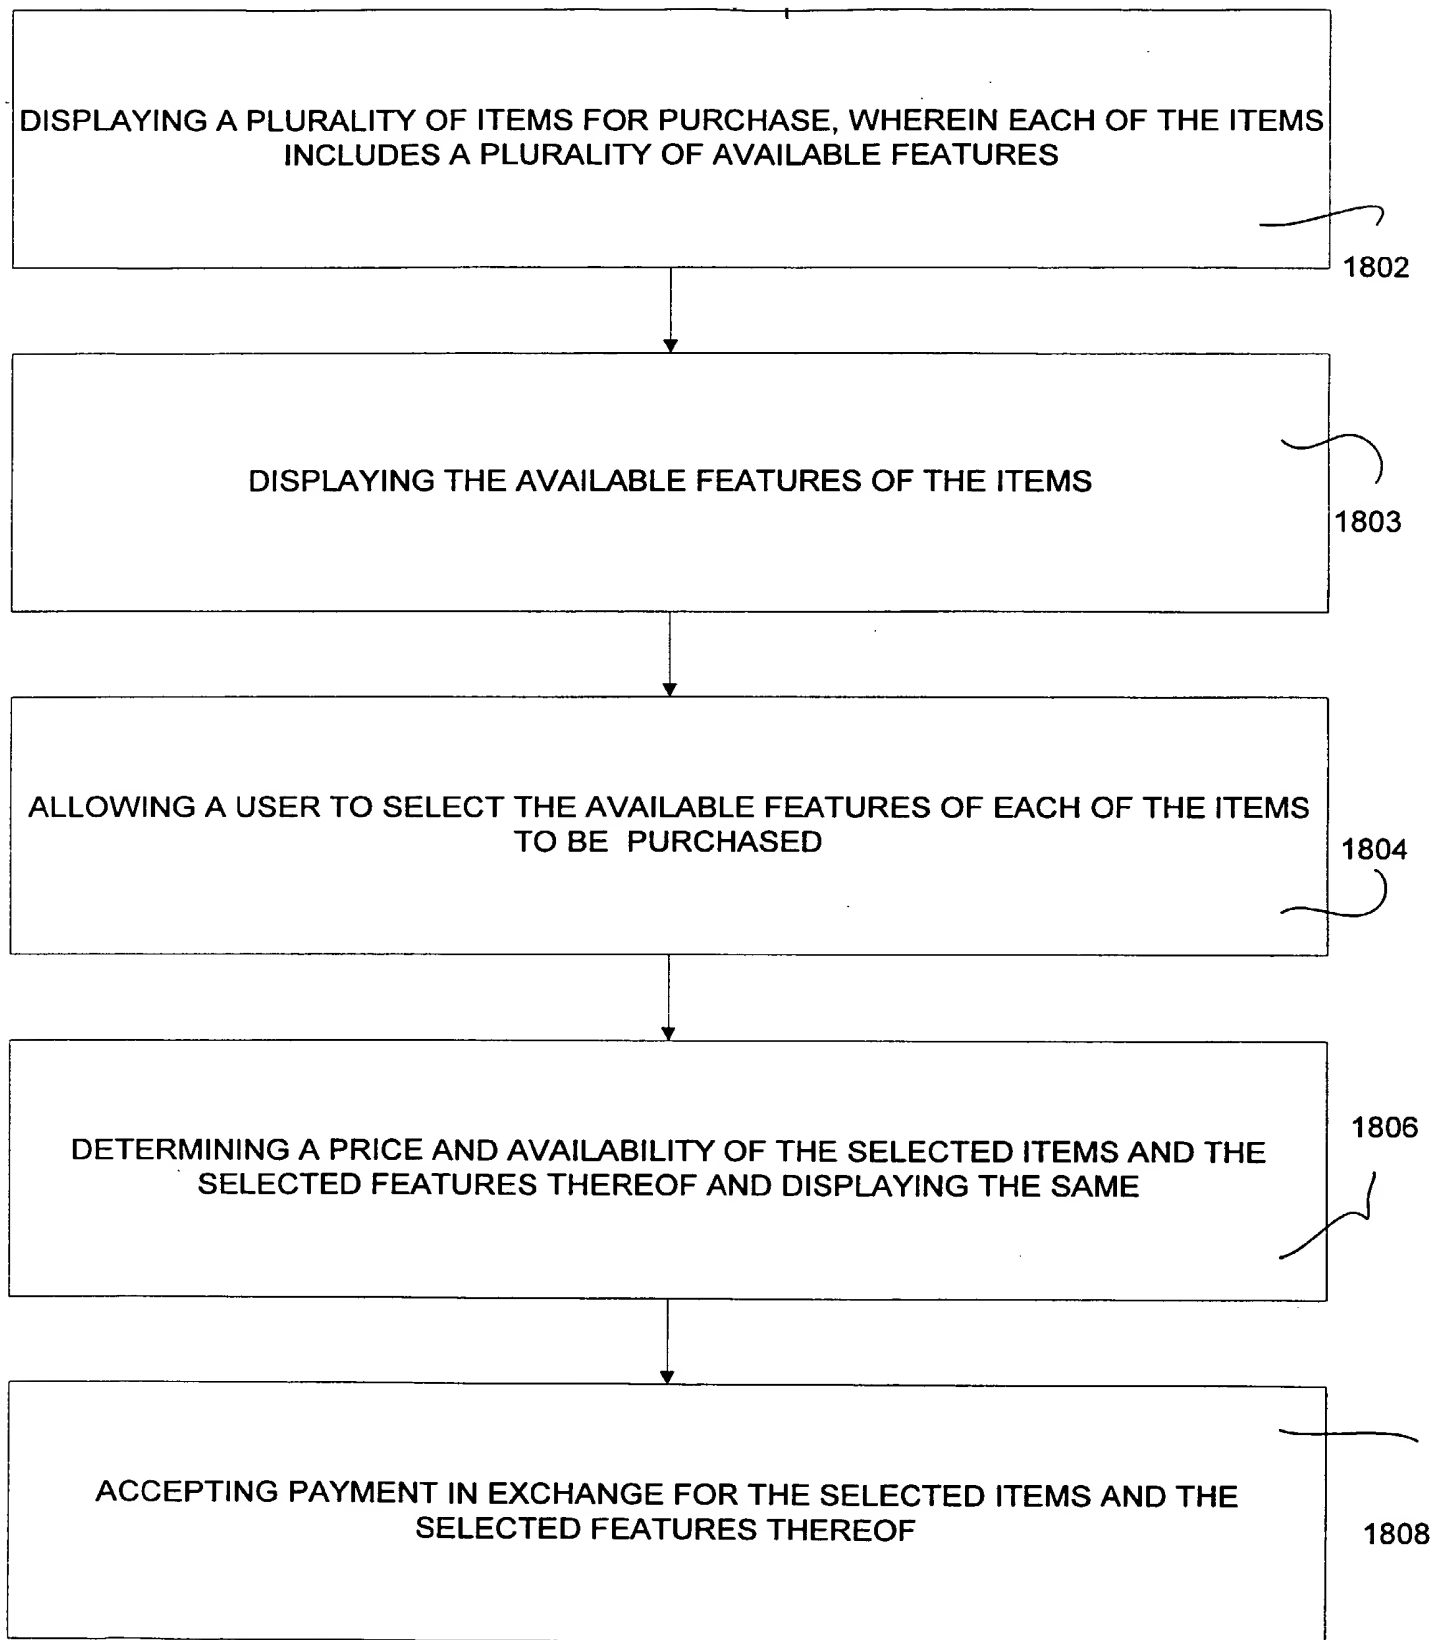 DISPLAYING A PLURALITY OF ITEMS FOR PURCHASE, WHEREIN EACH OF THE ITEMS
INCLUDES A PLURALITY OF AVAILABLE FEATURES
1802
DISPLAYING THE AVAILABLE FEATURES OF THE ITEMS
1803
ALLOWING A USER TO SELECT THE AVAILABLE FEATURES OF EACH OF THE ITEMS
TO BE PURCHASED
1804
DETERMINING A PRICE AND AVAILABILITY OF THE SELECTED ITEMS AND THE
SELECTED FEATURES THEREOF AND DISPLAYING THE SAME
1806
ACCEPTING PAYMENT IN EXCHANGE FOR THE SELECTED ITEMS AND THE
SELECTED FEATURES THEREOF
1808